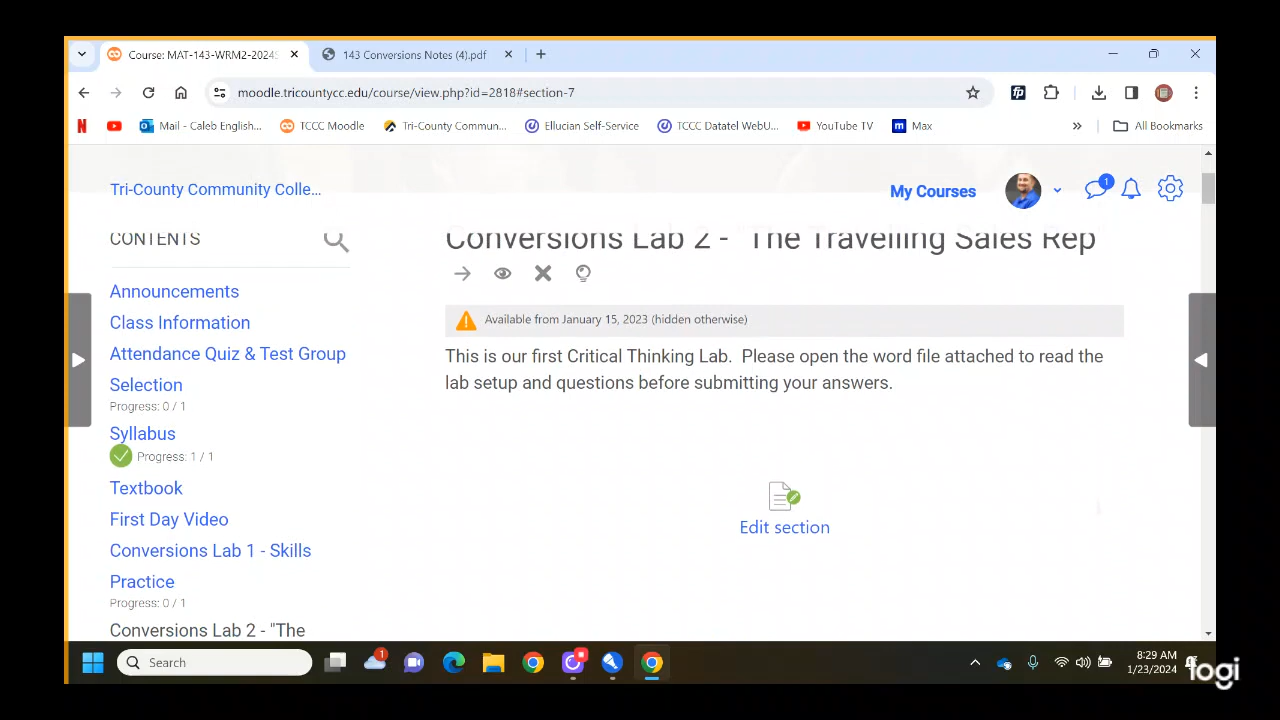 Course: MAT-143-WRM2-2024S
143 Conversions Notes (4).pdf
moodle.tricountycc.edu/course/view.php?id=2818#section-7
Mail - Caleb English...
TCCC Moodle
Tri-County Commun...
Ellucian Self-Service
TCCC Datatel WebU...
YouTube TV
Max
All Bookmarks
Tri-County Community Colle...
My Courses
1
CONTENTS
Announcements
Class Information
Attendance Quiz & Test Group
Selection
Progress: 0 / 1
Syllabus
Progress: 1 / 1
Textbook
First Day Video
Conversions Lab 1 - Skills
Practice
Progress: 0 / 1
Conversions Lab 2 - "The
Conversions Lab 2 - "The Travelling Sales Rep
Available from January 15, 2023 (hidden otherwise)
This is our first Critical Thinking Lab. Please open the word file attached to read the
lab setup and questions before submitting your answers.
Edit section
Search
1
8:29 AM
1/23/2024
logi